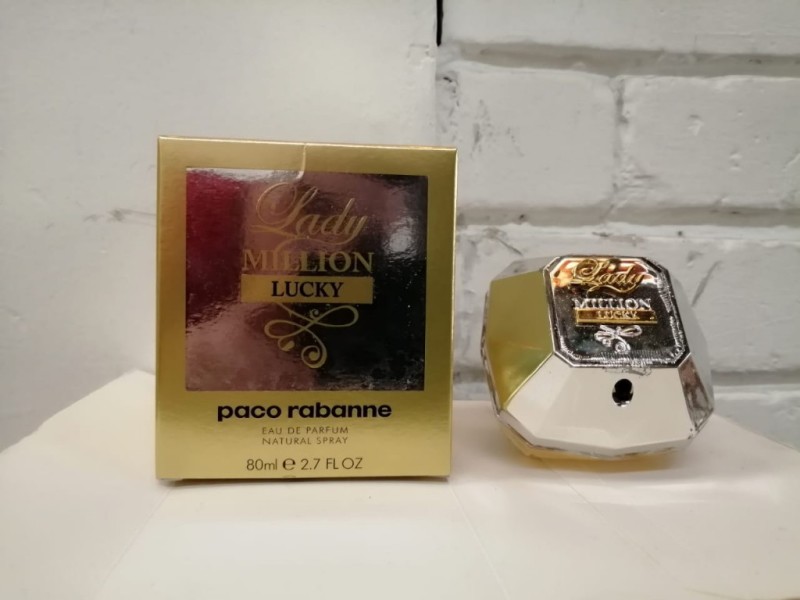 Lady
MILLION
LUCKY
paco rabanne
EAU DE PARFUM
NATURAL SPRAY
80ml ℮ 2.7 FL OZ
Lady
MILLION
LUCKY